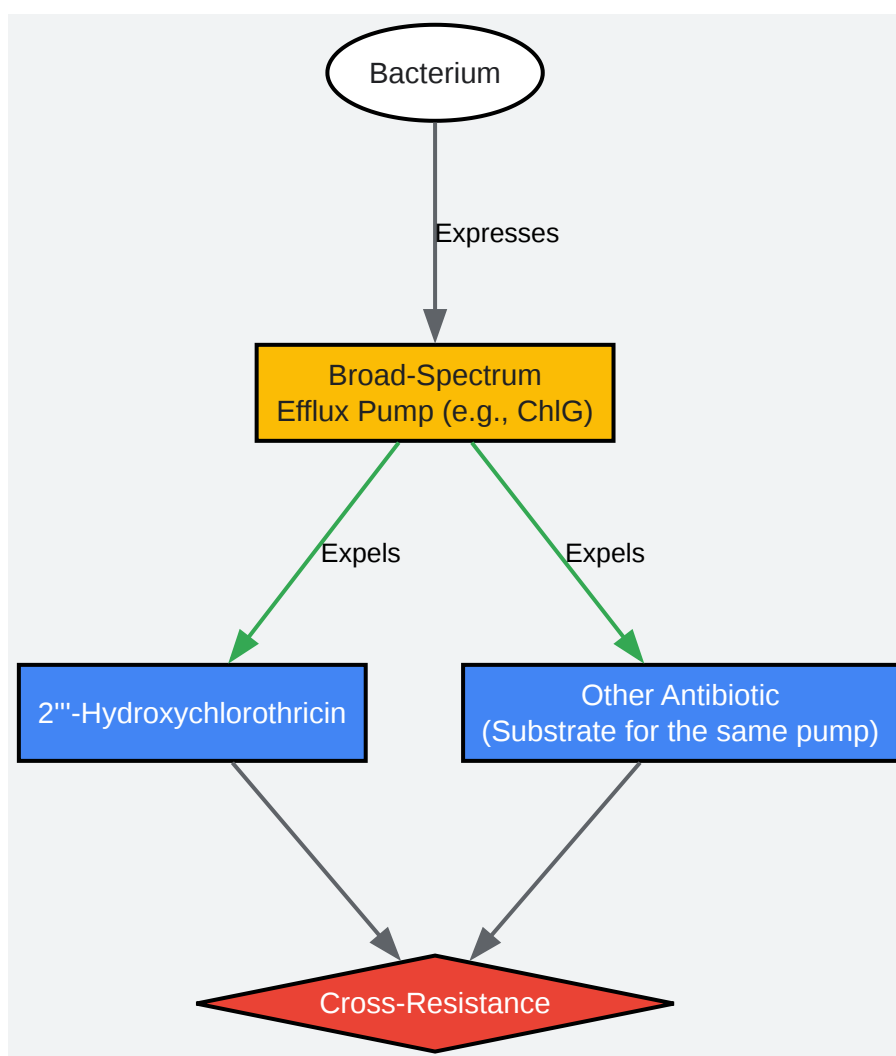 Bacterium
Expresses
Broad-Spectrum
Efflux Pump (e.g., ChlG)
Expels
Expels
2'''-Hydroxychlorothricin
Other Antibiotic
(Substrate for the same pump)
Cross-Resistance